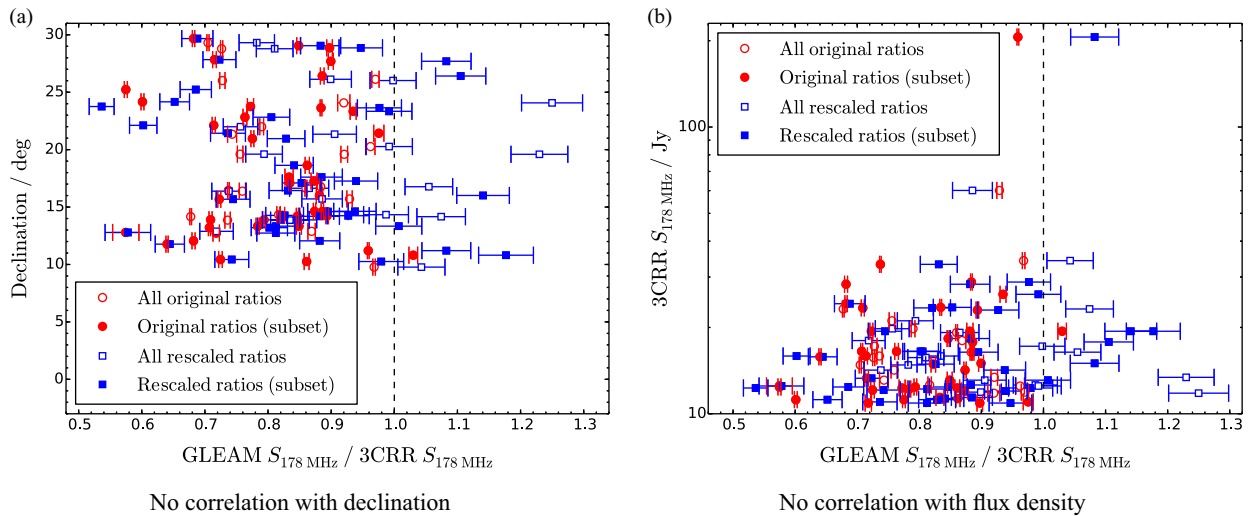 (a)
30
25
20
15
10
5
0
Declination / deg
All original ratios
Original ratios (subset)
All rescaled ratios
Rescaled ratios (subset)
0.5 0.6 0.7 0.8 0.9 1.0 1.1 1.2 1.3
GLEAM S178 MHz / 3CRR S178 MHz
No correlation with declination
(b)
100
10
3CRR S178 MHz / Jy
All original ratios
Original ratios (subset)
All rescaled ratios
Rescaled ratios (subset)
0.5 0.6 0.7 0.8 0.9 1.0 1.1 1.2 1.3
GLEAM S178 MHz / 3CRR S178 MHz
No correlation with flux density